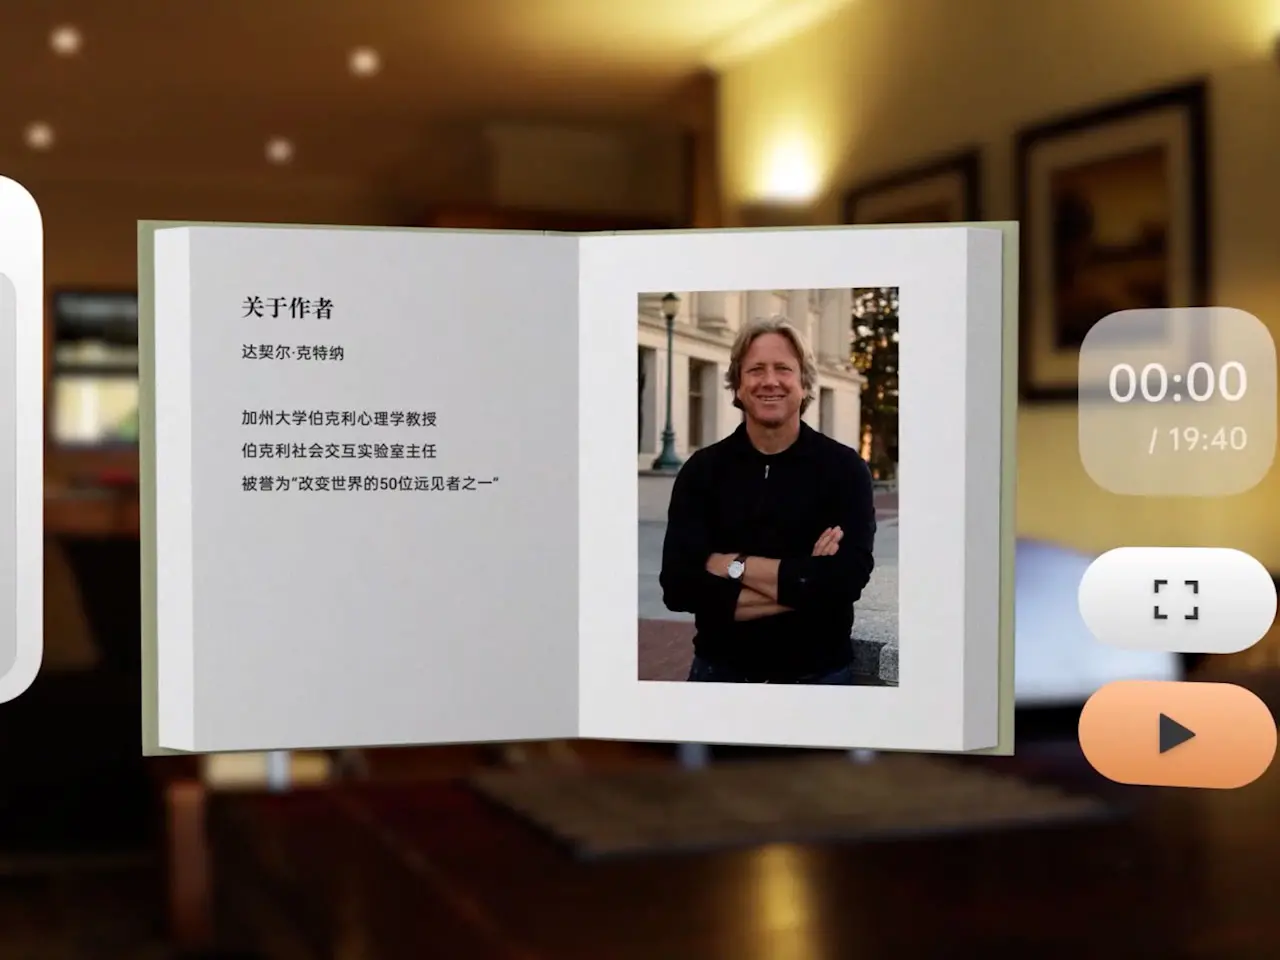 关于作者
达契尔·克特纳
加州大学伯克利心理学教授
伯克利社会交互实验室主任
被誉为“改变世界的50位远见者之一”
00:00
/ 19:40